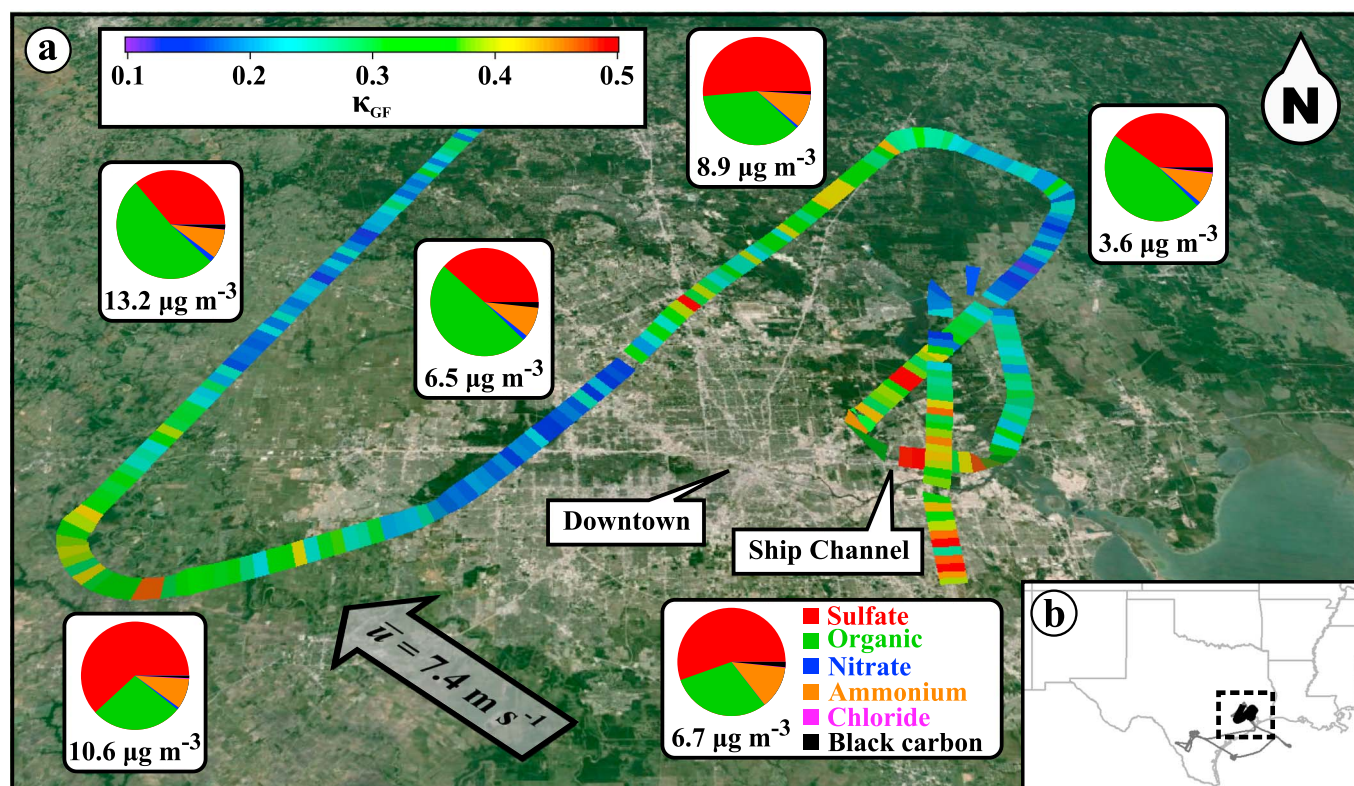 a
0.1 0.2 0.3 0.4 0.5
κGF
N
8.9 μg m-3
3.6 μg m-3
13.2 μg m-3
6.5 μg m-3
Downtown
Ship Channel
u̅ = 7.4 m s-1
10.6 μg m-3
6.7 μg m-3
Sulfate
Organic
Nitrate
Ammonium
Chloride
Black carbon
b